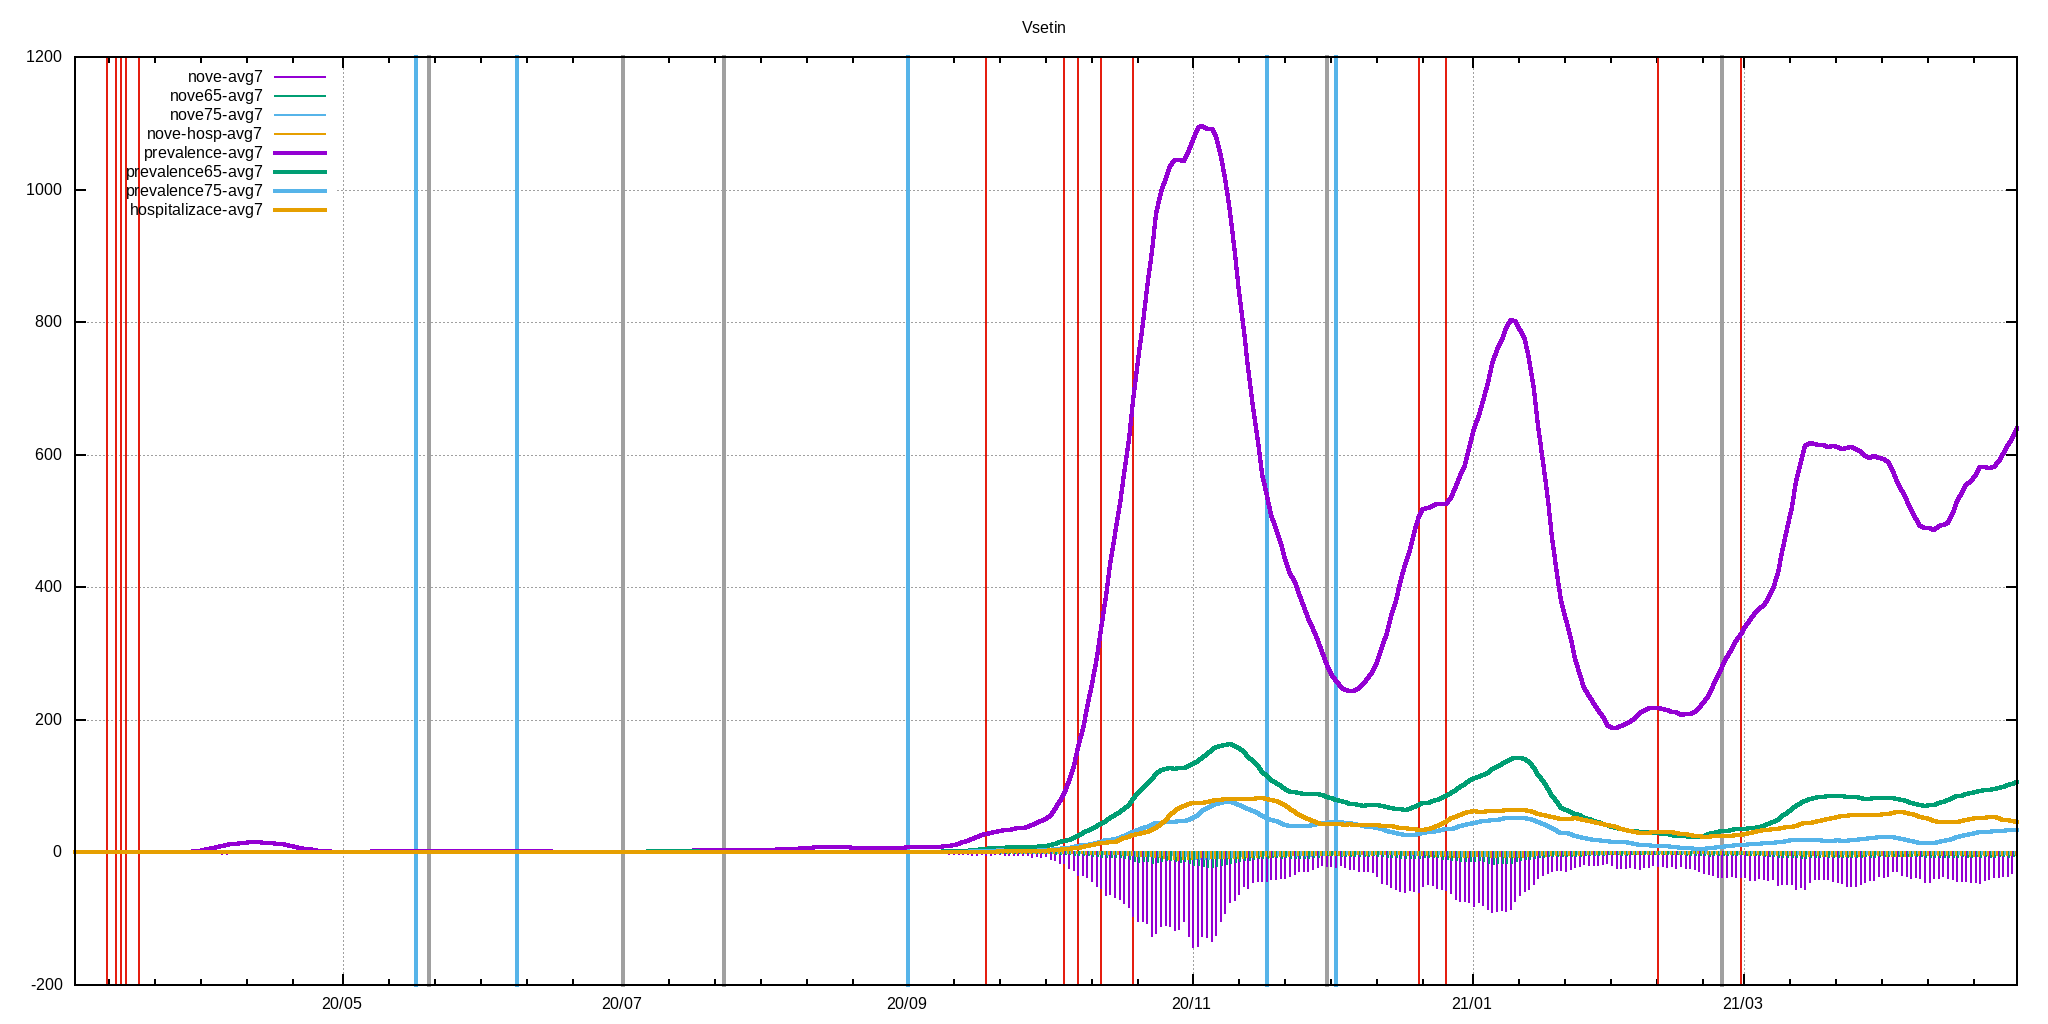 Vsetin
1200
1000
800
600
400
200
0
-200
nove-avg7
nove65-avg7
nove75-avg7
nove-hosp-avg7
prevalence-avg7
prevalence65-avg7
prevalence75-avg7
hospitalizace-avg7
20/05
20/07
20/09
20/11
21/01
21/03